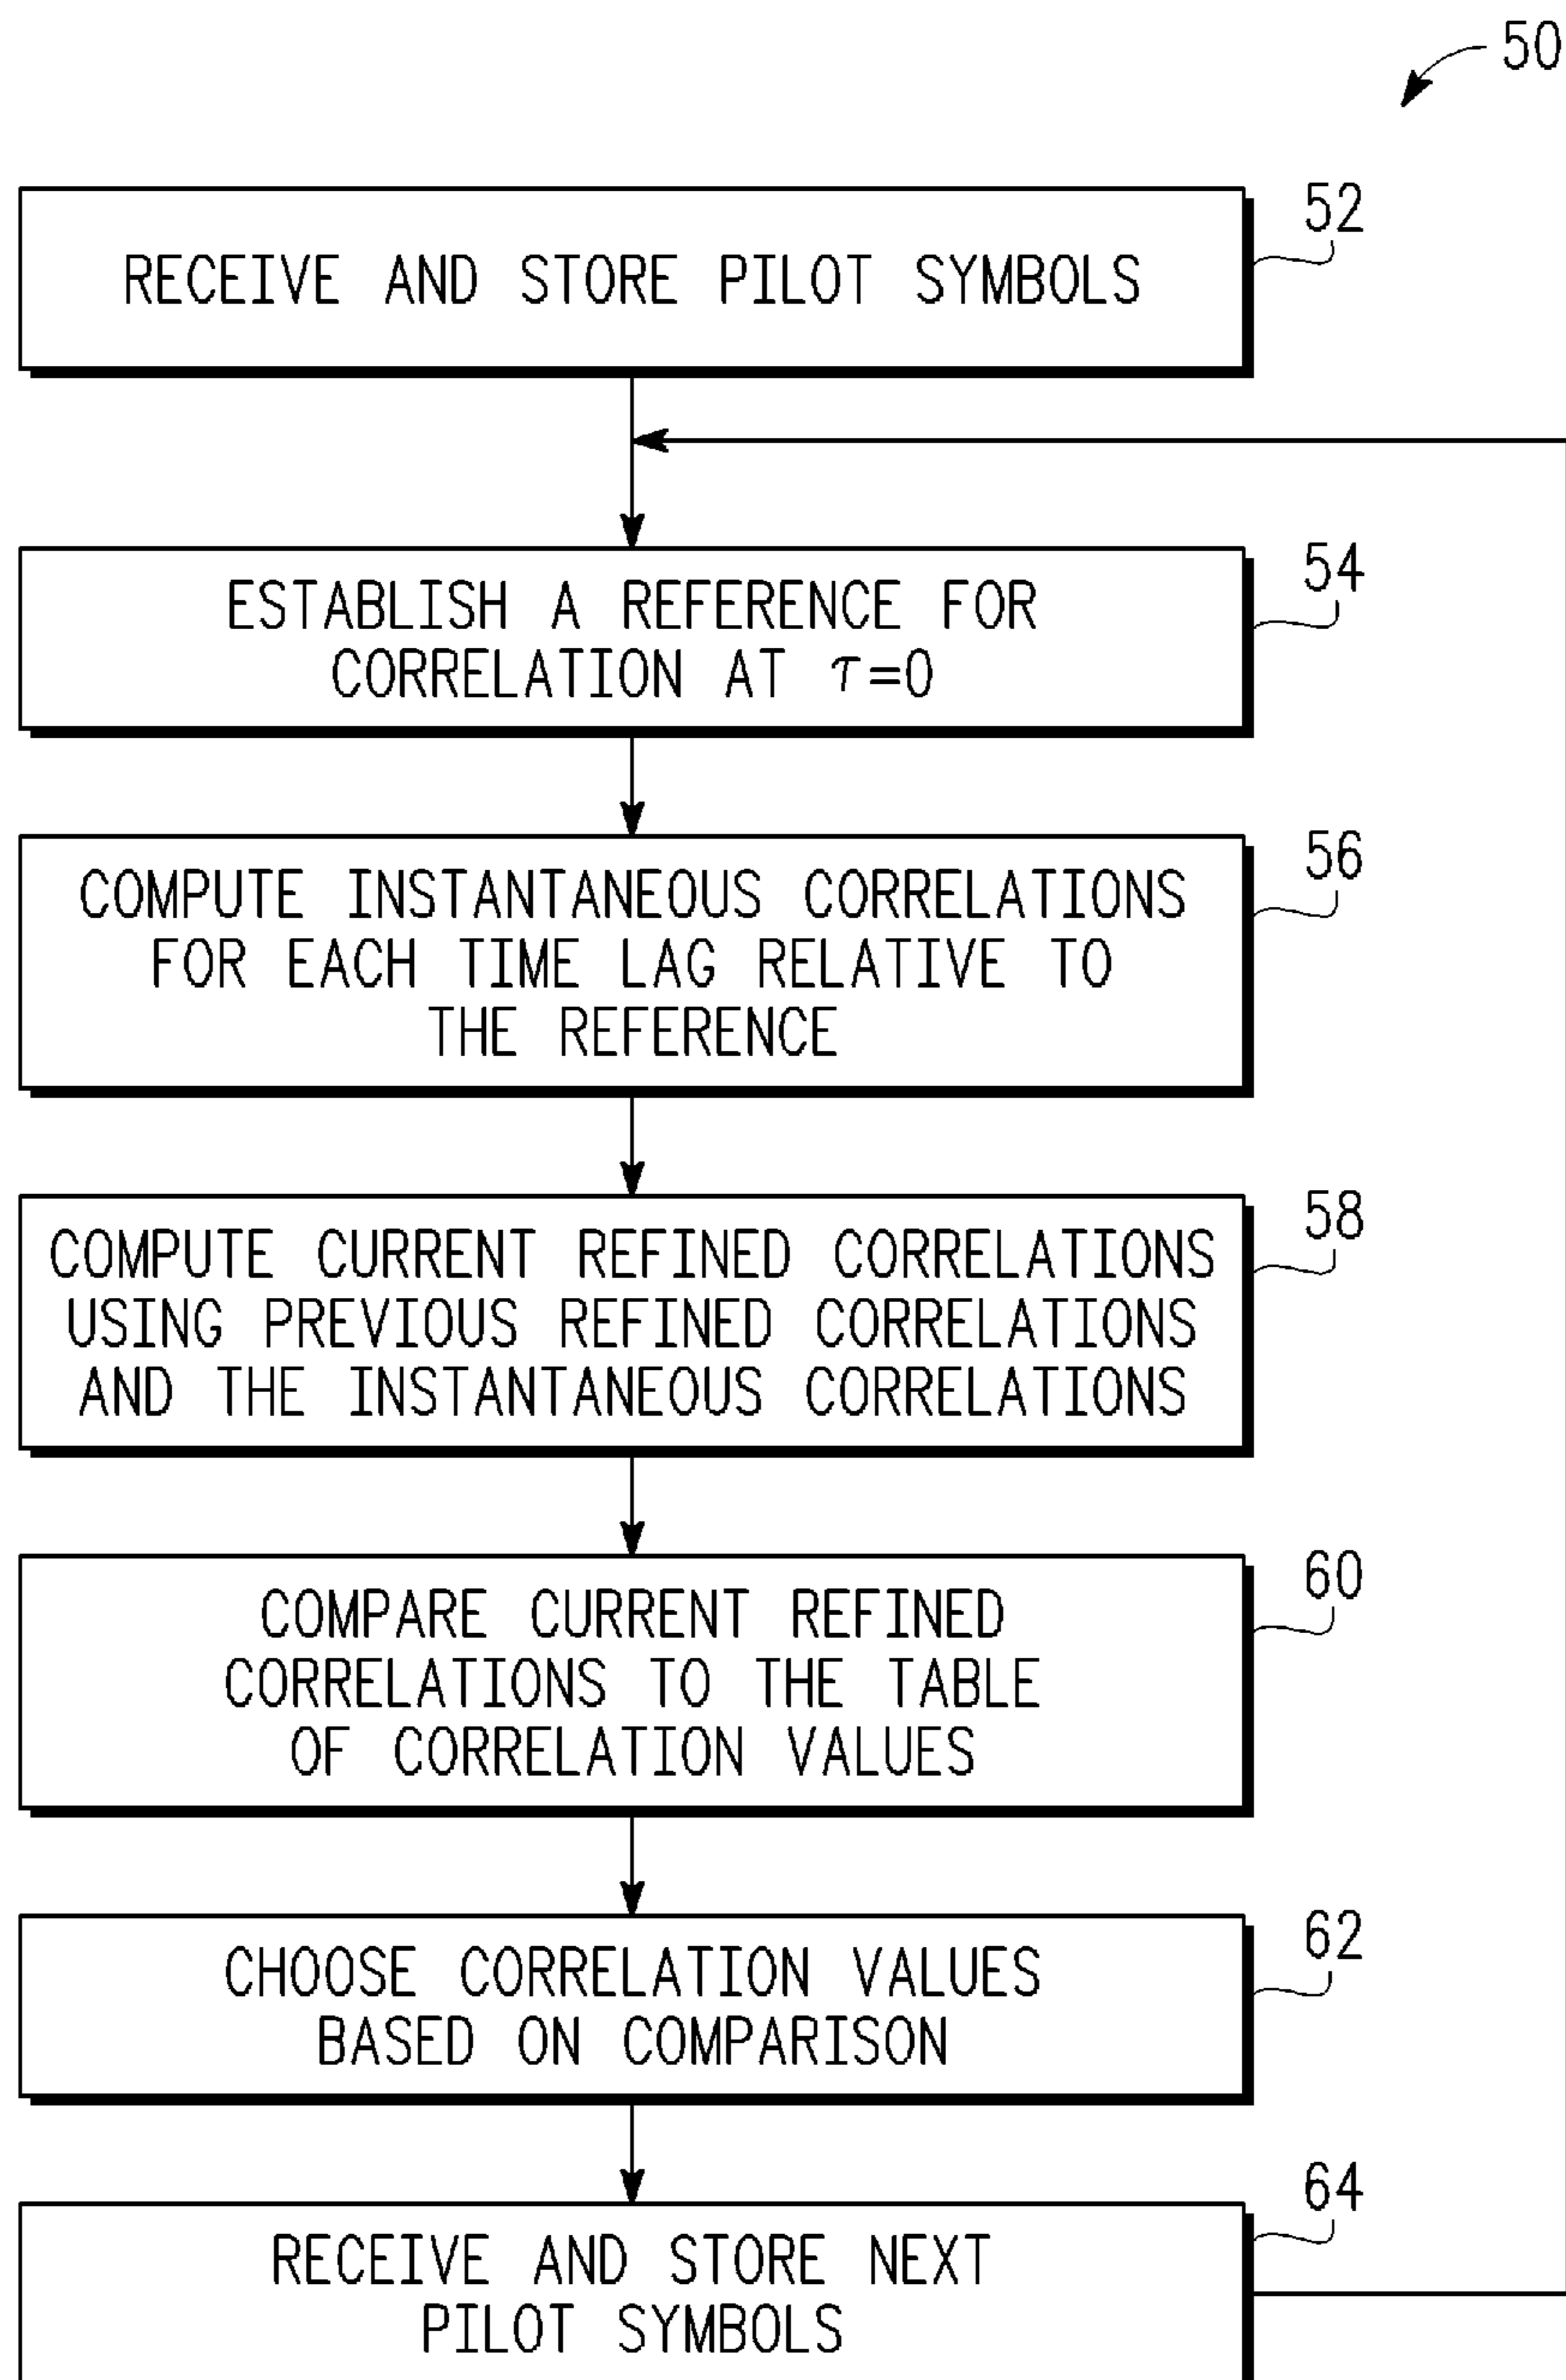 50
52
RECEIVE AND STORE PILOT SYMBOLS
54
ESTABLISH A REFERENCE FOR
CORRELATION AT τ=0
56
COMPUTE INSTANTANEOUS CORRELATIONS
FOR EACH TIME LAG RELATIVE TO
THE REFERENCE
58
COMPUTE CURRENT REFINED CORRELATIONS
USING PREVIOUS REFINED CORRELATIONS
AND THE INSTANTANEOUS CORRELATIONS
60
COMPARE CURRENT REFINED
CORRELATIONS TO THE TABLE
OF CORRELATION VALUES
62
CHOOSE CORRELATION VALUES
BASED ON COMPARISON
64
RECEIVE AND STORE NEXT
PILOT SYMBOLS